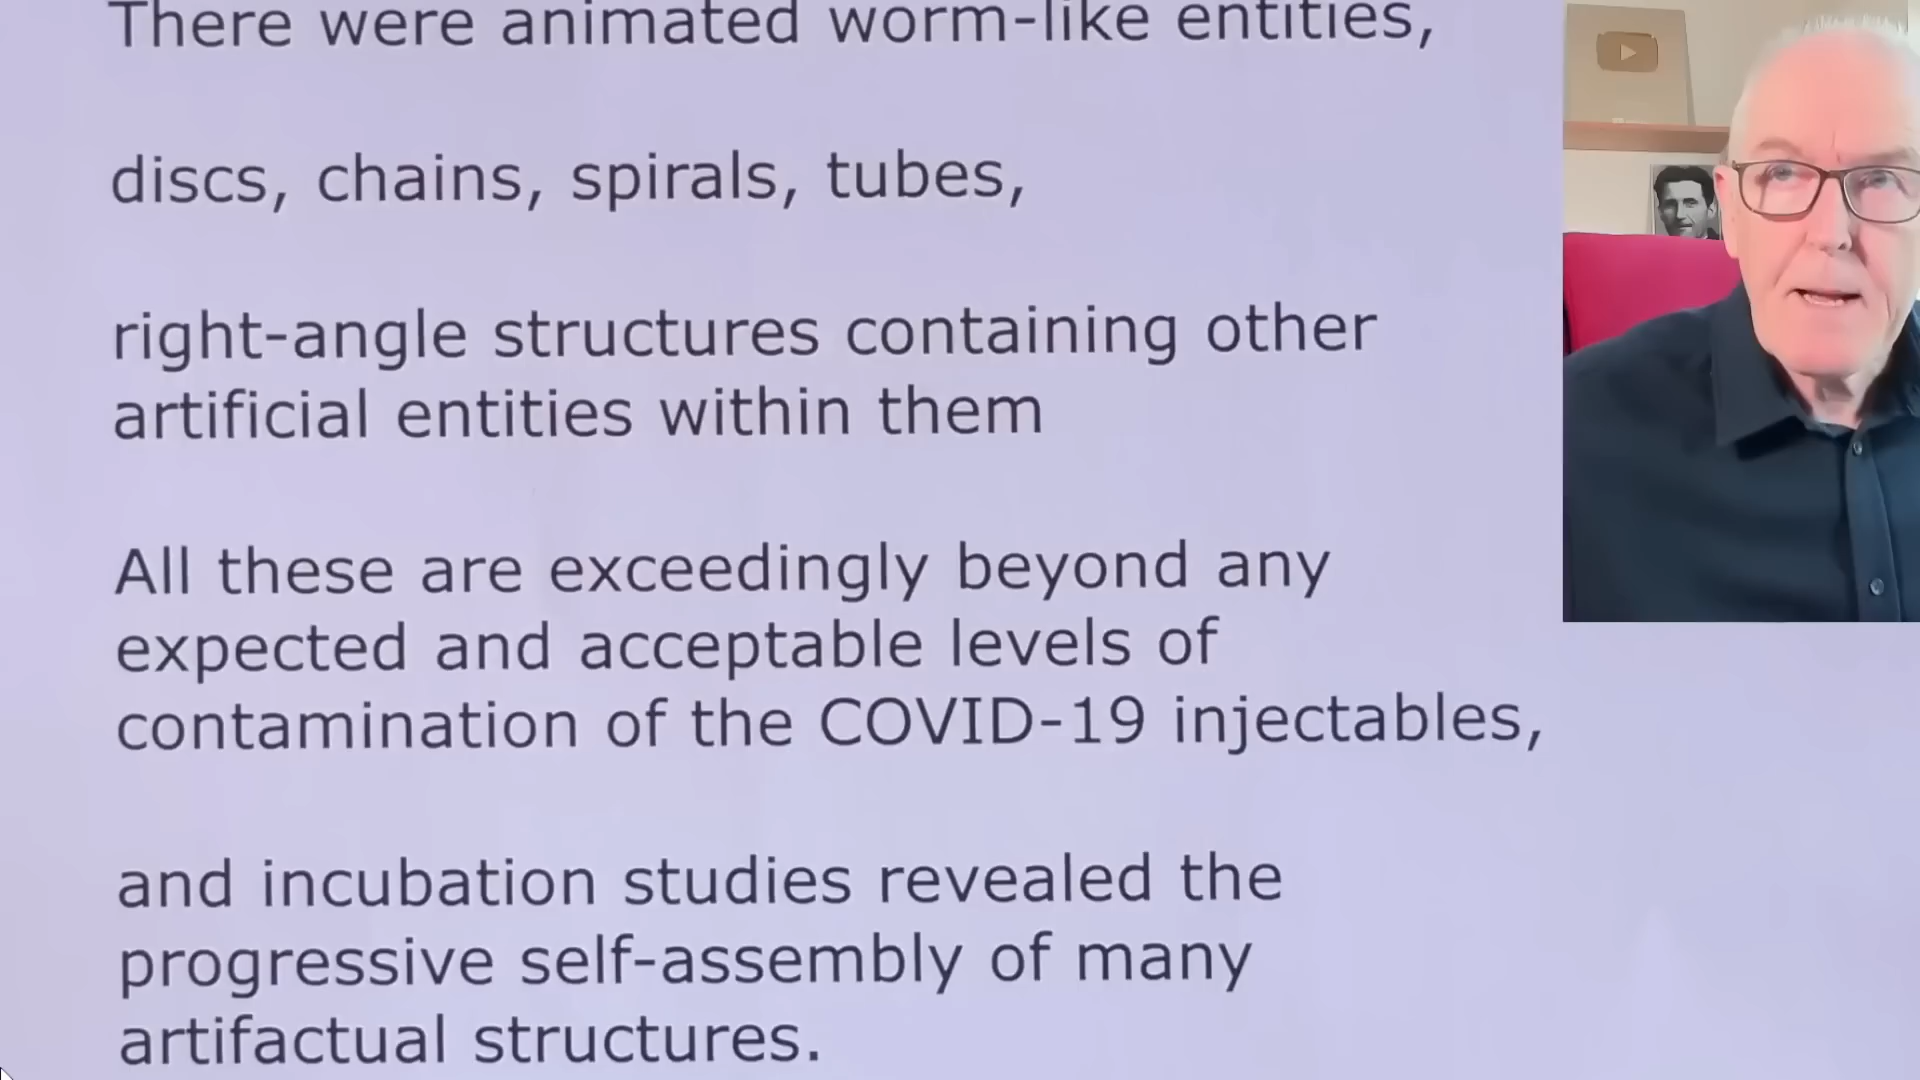 There were animated worm-like entities,
discs, chains, spirals, tubes,
right-angle structures containing other
artificial entities within them
All these are exceedingly beyond any
expected and acceptable levels of
contamination of the COVID-19 injectables,
and incubation studies revealed the
progressive self-assembly of many
artifactual structures.